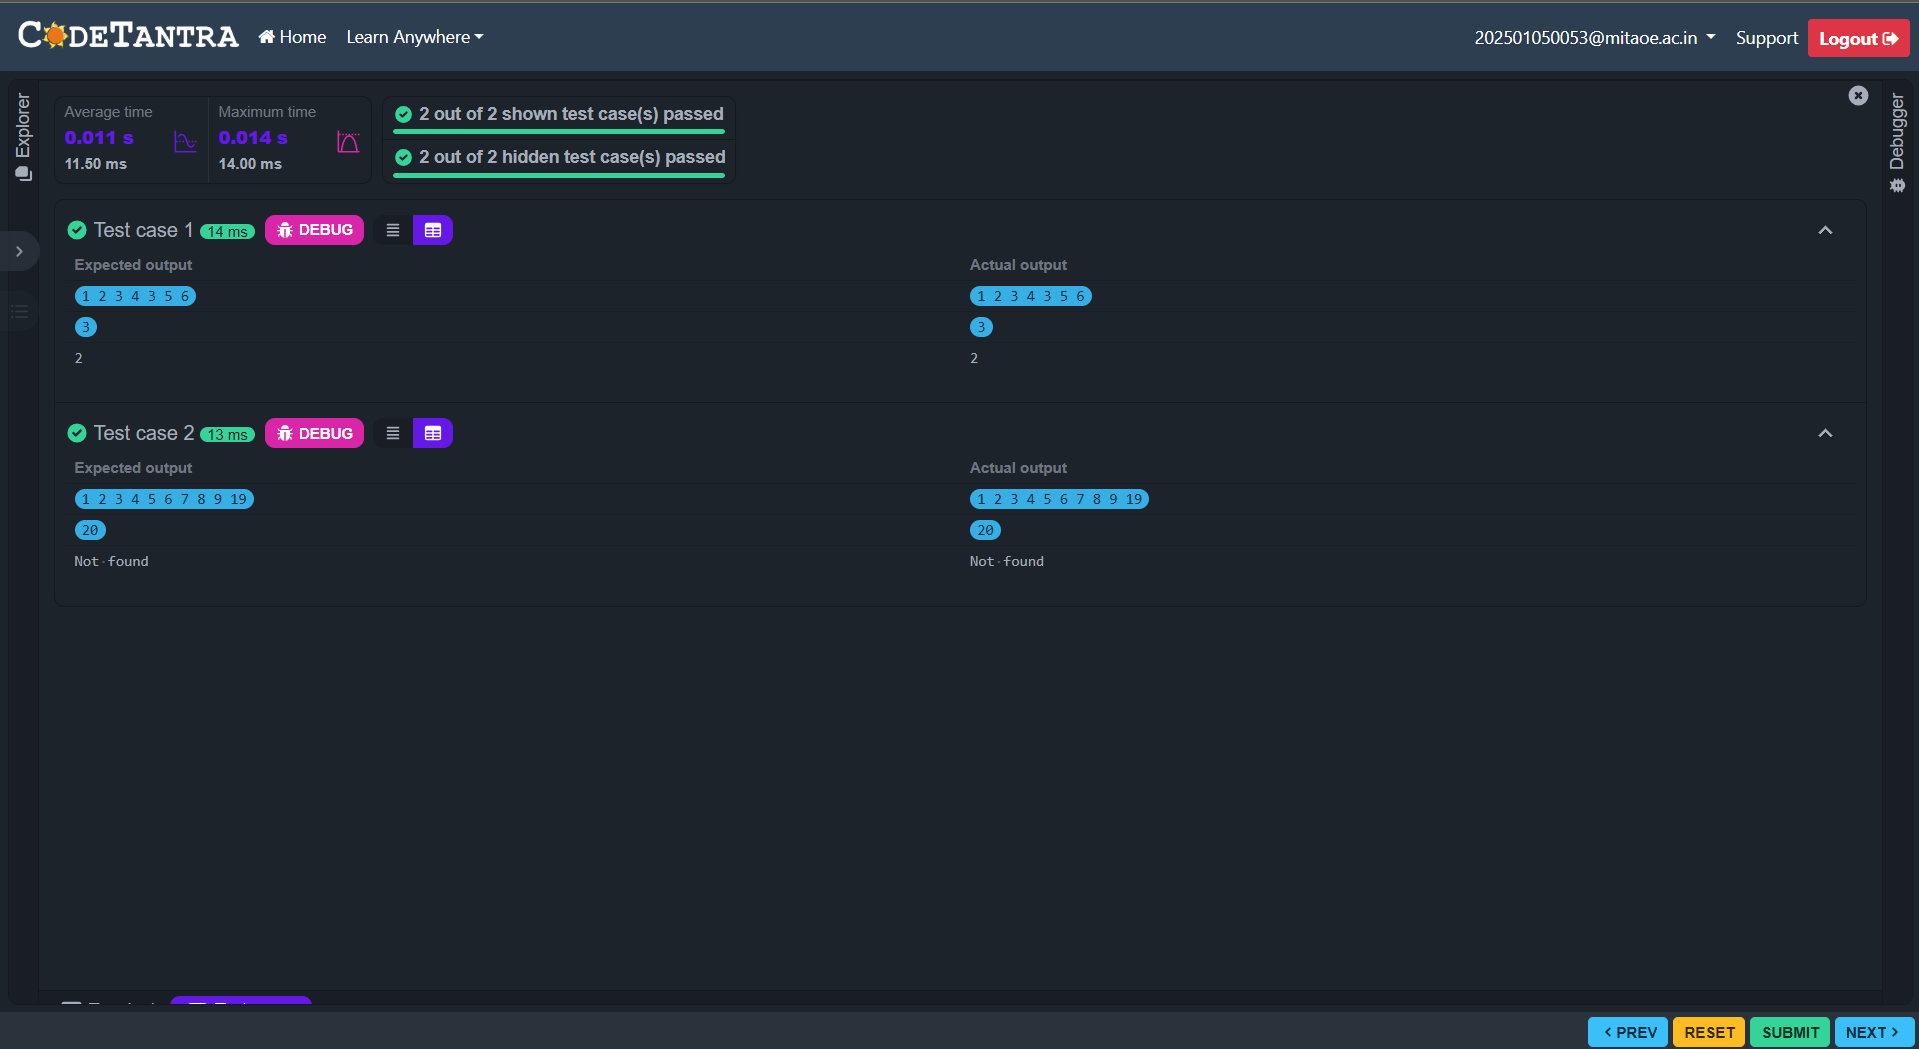 CODETANTRA
Home
Learn Anywhere
202501050053@mitaoe.ac.in
Support
Logout
Explorer
Debugger
Average time
0.011 s
11.50 ms
Maximum time
0.014 s
14.00 ms
2 out of 2 shown test case(s) passed
2 out of 2 hidden test case(s) passed
Test case 1 14 ms DEBUG
Expected output Actual output
1 2 3 4 3 5 6 1 2 3 4 3 5 6
3 3
2 2
Test case 2 13 ms DEBUG
Expected output Actual output
1 2 3 4 5 6 7 8 9 19 1 2 3 4 5 6 7 8 9 19
20 20
Not·found Not·found
< PREV RESET SUBMIT NEXT >